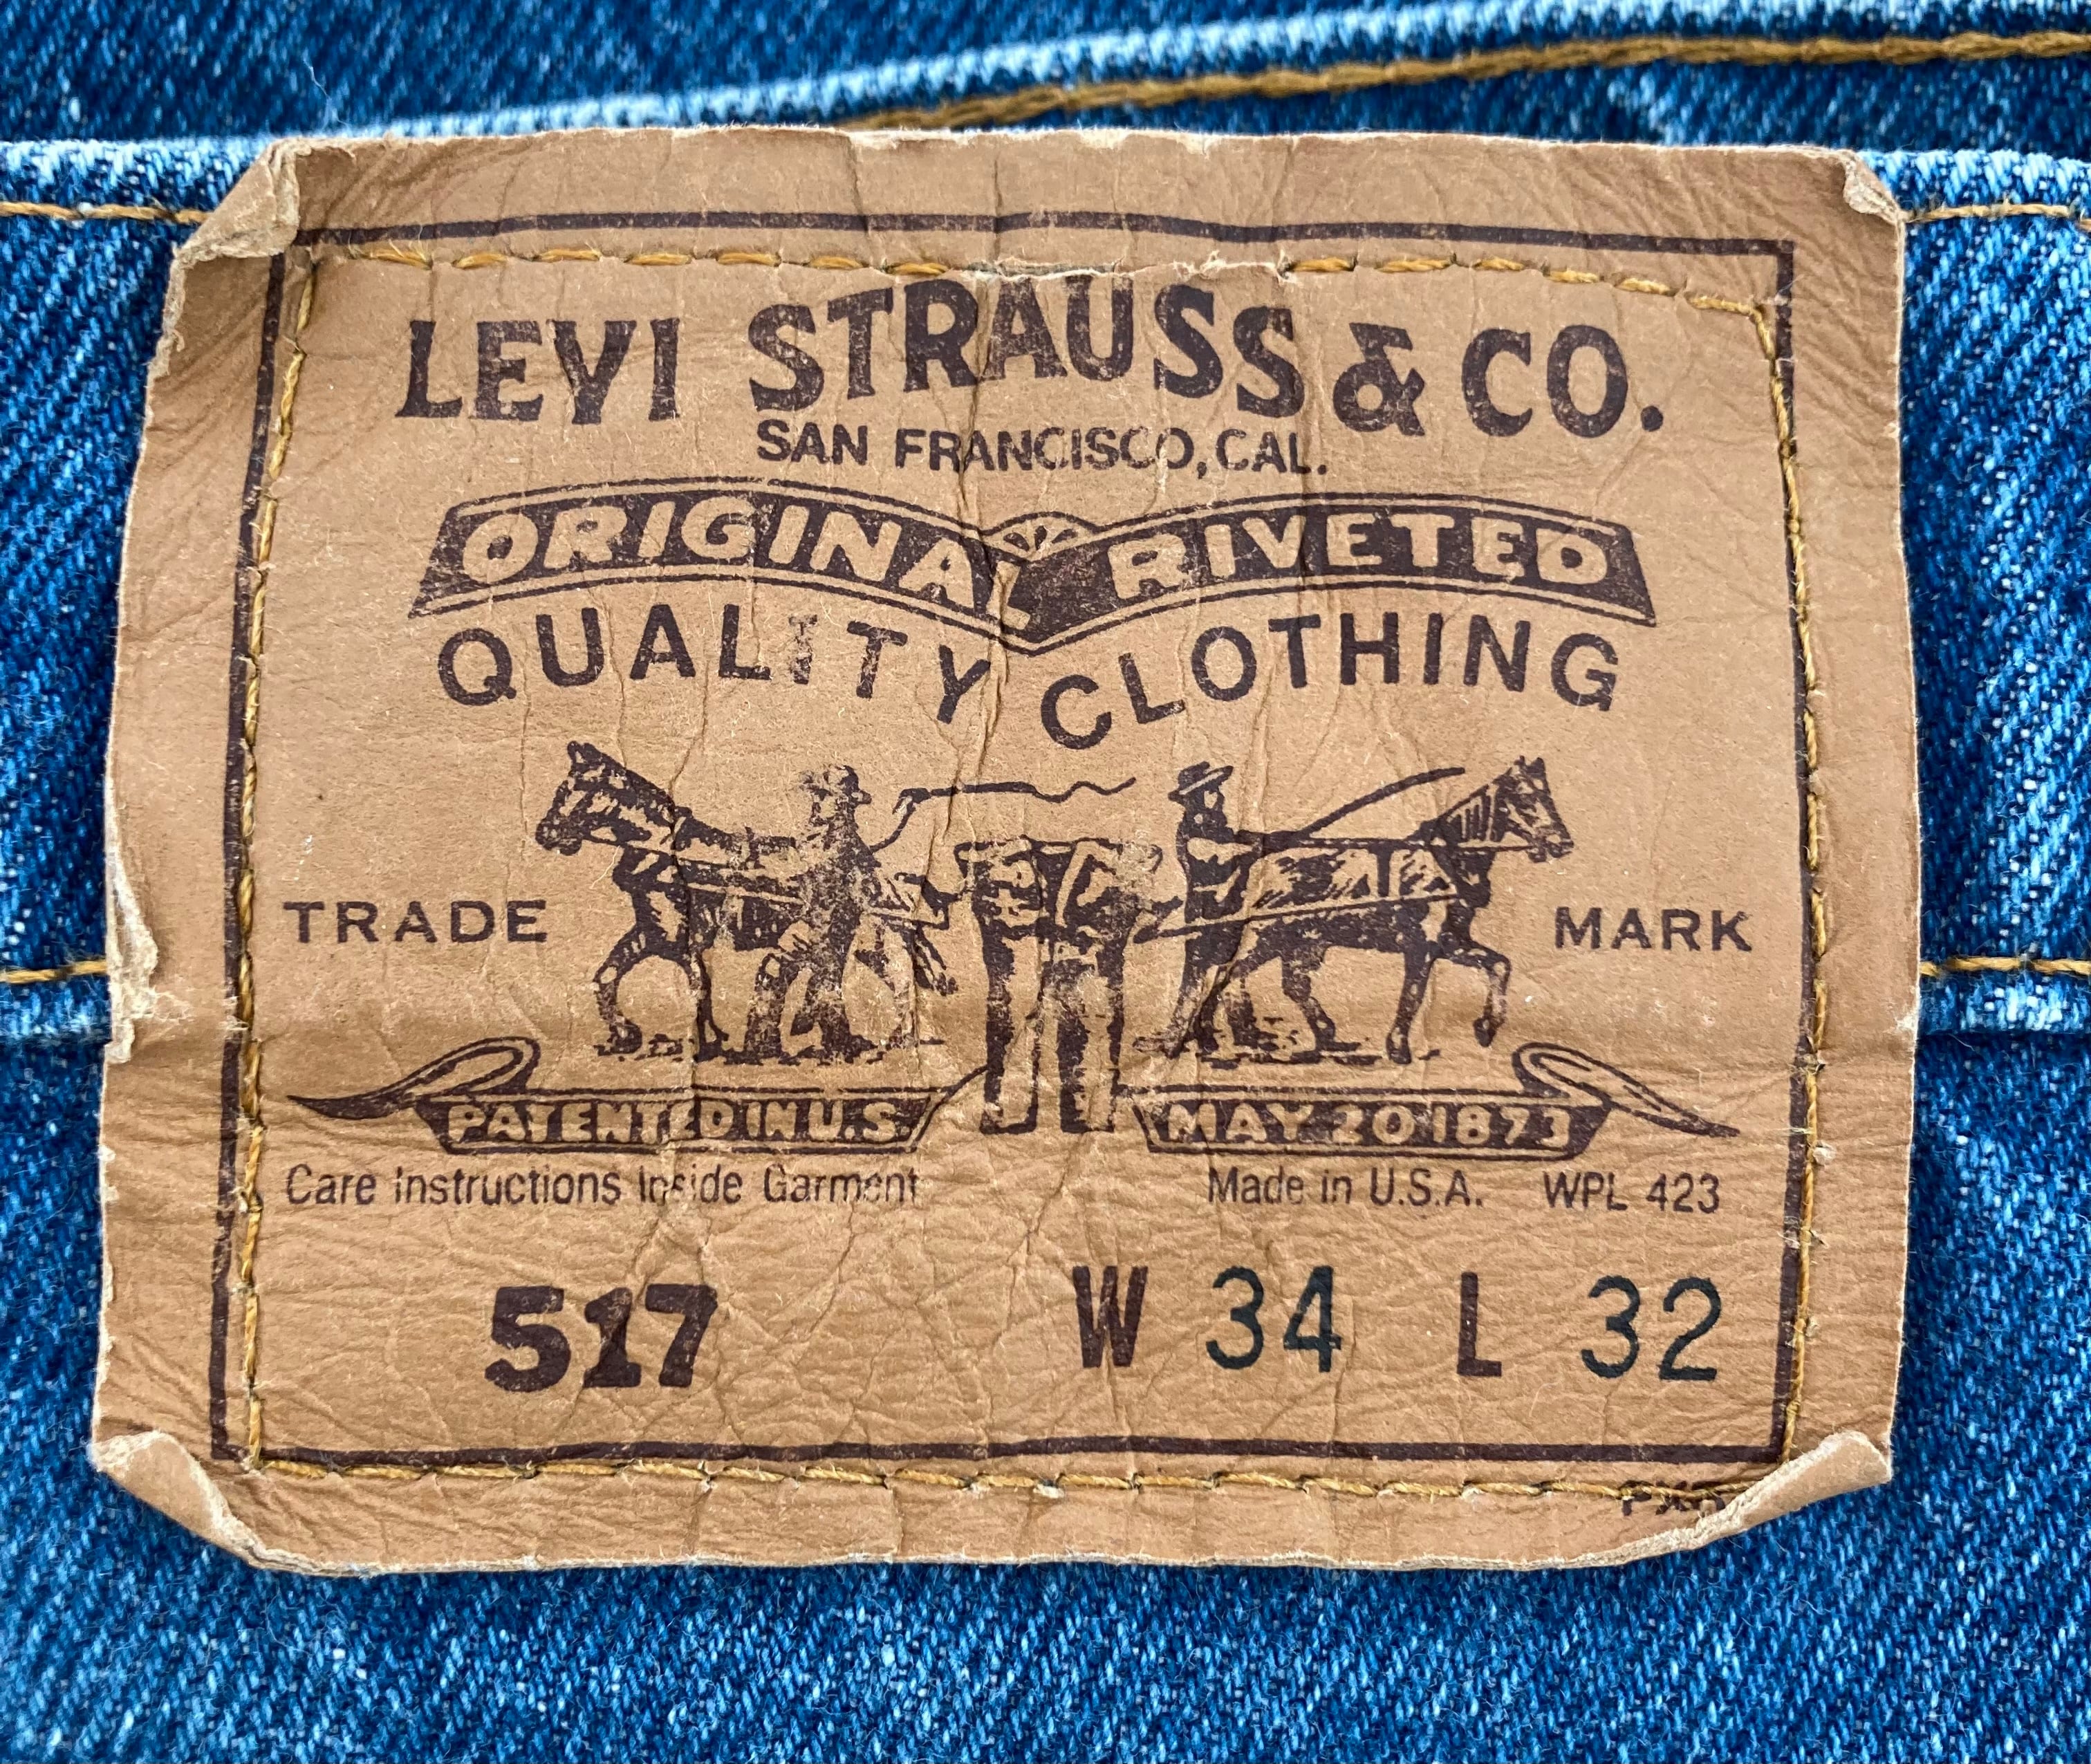 LEVI STRAUSS & CO.
SAN FRANCISCO, CAL.
ORIGINAL RIVETED
QUALITY CLOTHING
TRADE MARK
PATENTED IN U.S. MAY 20 1873
Care Instructions Inside Garment Made in U.S.A. WPL 423
517 W 34 L 32